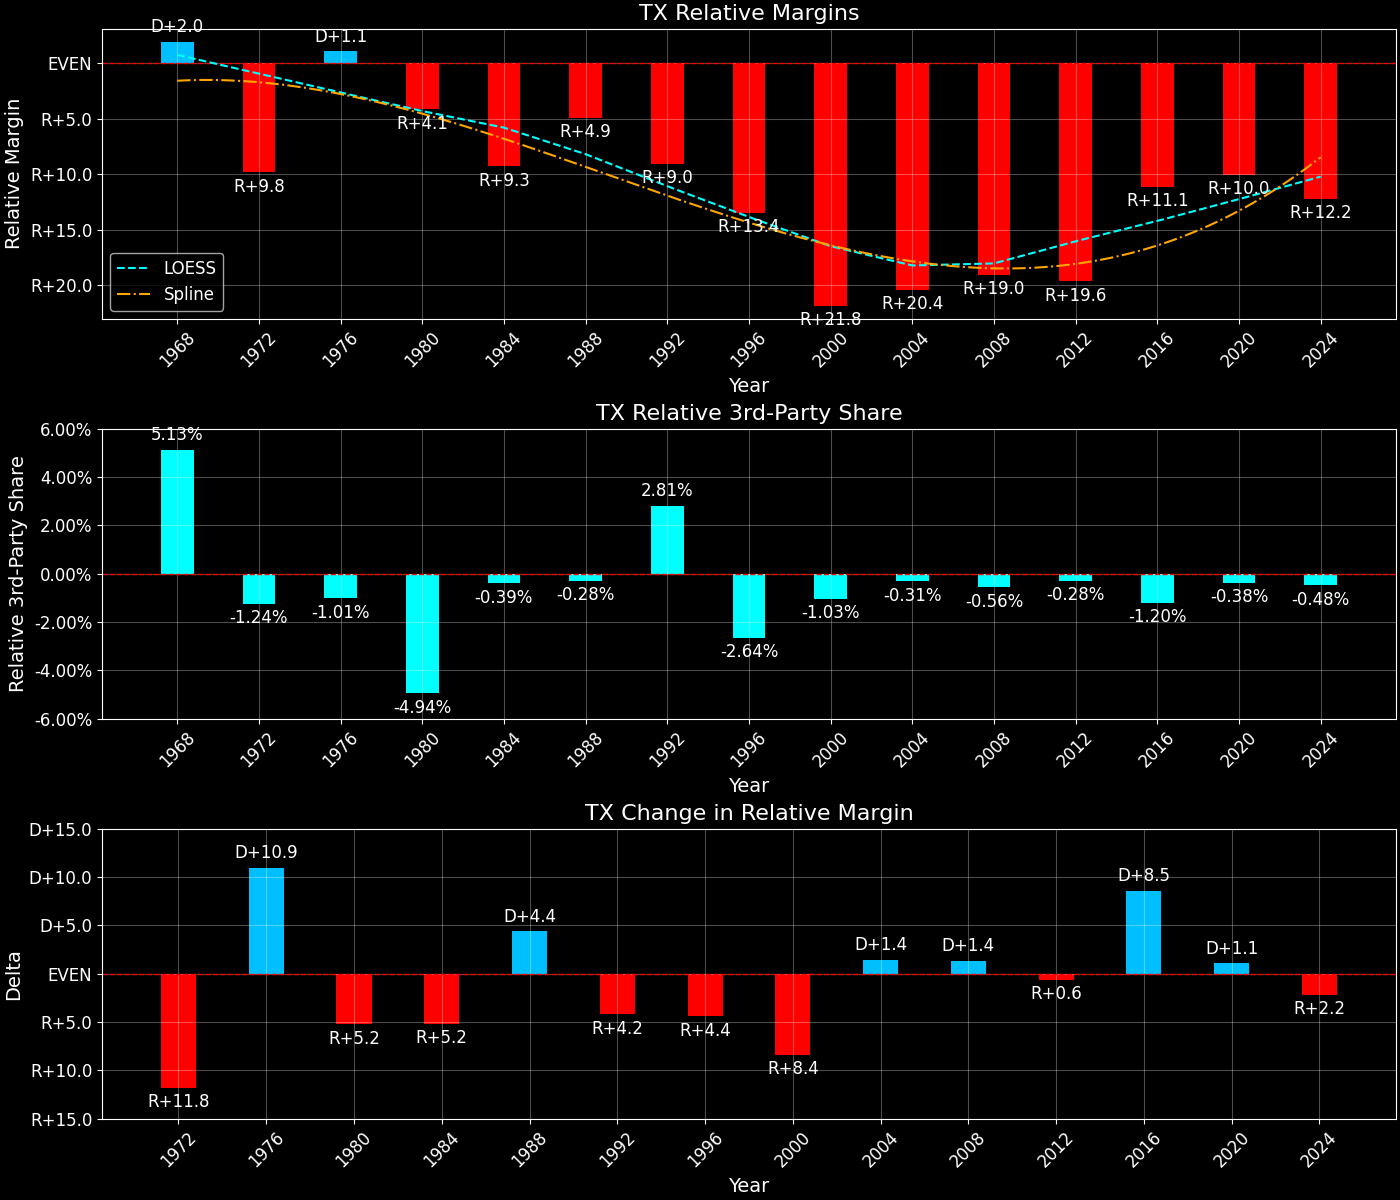 TX Relative Margins
Relative Margin
EVEN
R+5.0
R+10.0
R+15.0
R+20.0
D+2.0
R+9.8
D+1.1
R+4.1
R+9.3
R+4.9
R+9.0
R+13.4
R+21.8
R+20.4
R+19.0
R+19.6
R+11.1
R+10.0
R+12.2
LOESS
Spline
1968
1972
1976
1980
1984
1988
1992
1996
2000
2004
2008
2012
2016
2020
2024
Year
TX Relative 3rd-Party Share
Relative 3rd-Party Share
6.00%
4.00%
2.00%
0.00%
-2.00%
-4.00%
-6.00%
5.13%
-1.24%
-1.01%
-4.94%
-0.39%
-0.28%
2.81%
-2.64%
-1.03%
-0.31%
-0.56%
-0.28%
-1.20%
-0.38%
-0.48%
1968
1972
1976
1980
1984
1988
1992
1996
2000
2004
2008
2012
2016
2020
2024
Year
TX Change in Relative Margin
Delta
D+15.0
D+10.0
D+5.0
EVEN
R+5.0
R+10.0
R+15.0
R+11.8
D+10.9
R+5.2
R+5.2
D+4.4
R+4.2
R+4.4
R+8.4
D+1.4
D+1.4
R+0.6
D+8.5
D+1.1
R+2.2
1972
1976
1980
1984
1988
1992
1996
2000
2004
2008
2012
2016
2020
2024
Year